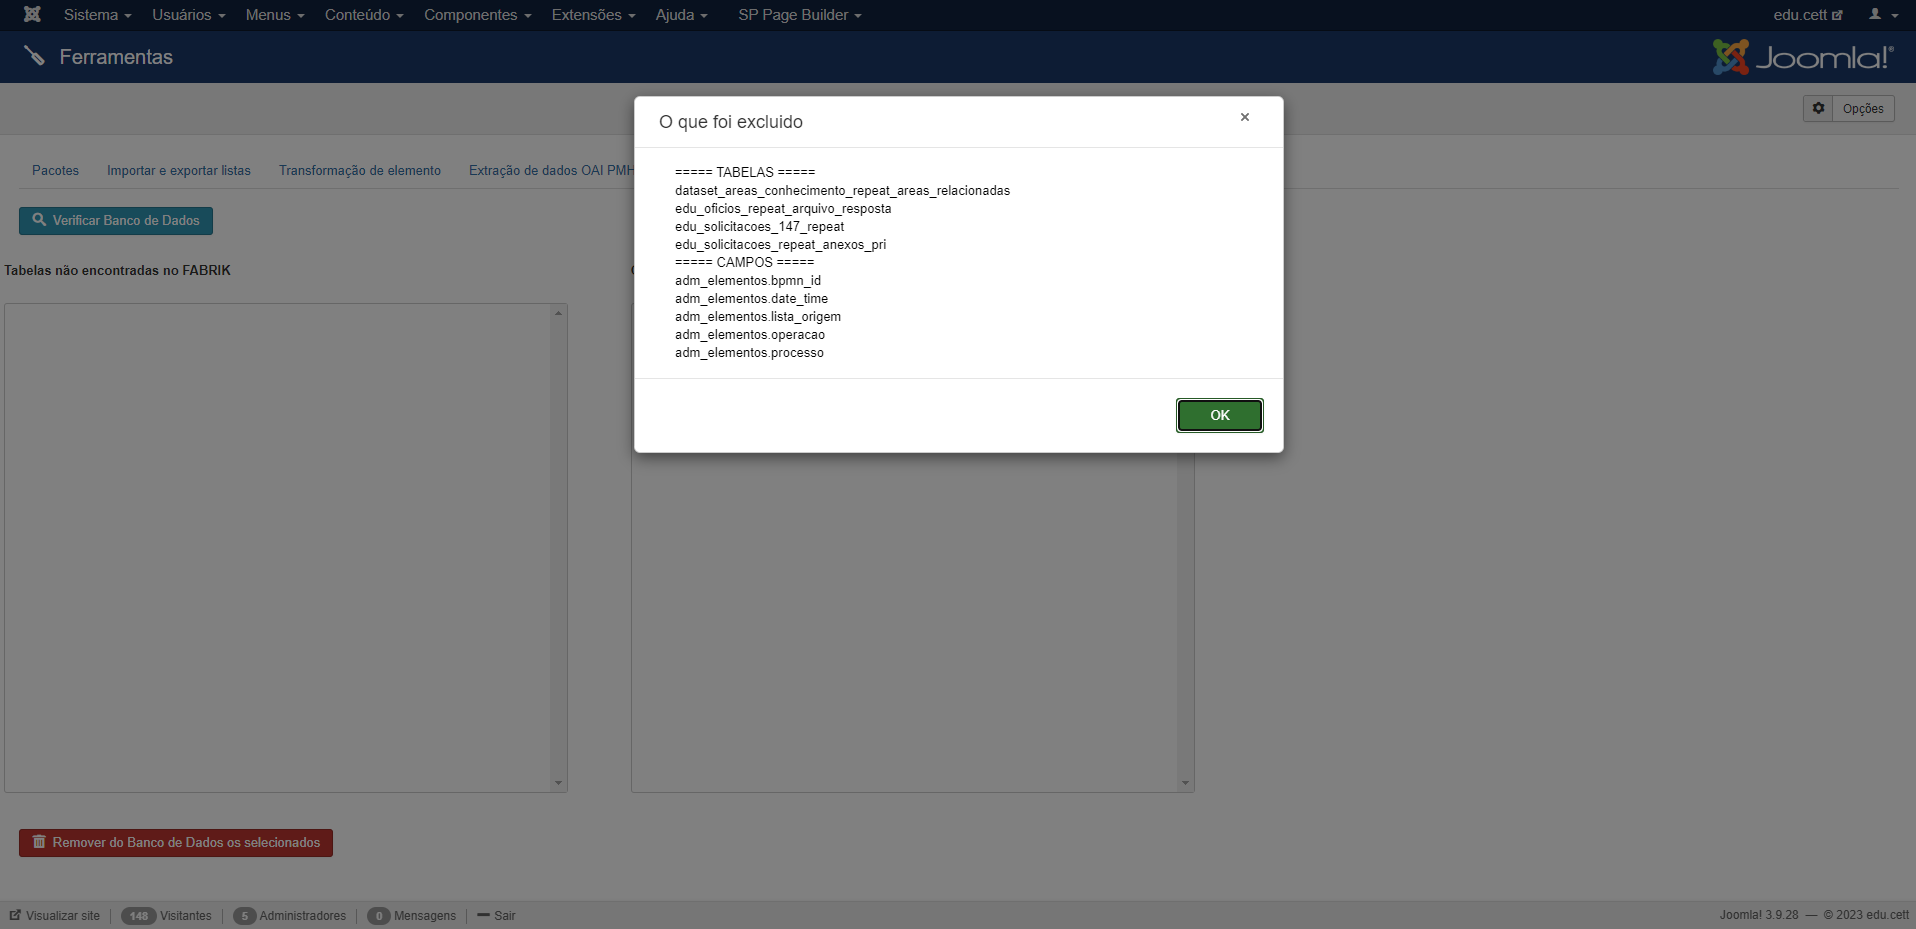 Sistema Usuários Menus Conteúdo Componentes Extensões Ajuda SP Page Builder edu.cett
Ferramentas
Joomla!®
Opções
O que foi excluido
×
Pacotes Importar e exportar listas Transformação de elemento Extração de dados OAI PMH
===== TABELAS =====
dataset_areas_conhecimento_repeat_areas_relacionadas
edu_oficios_repeat_arquivo_resposta
edu_solicitacoes_147_repeat
edu_solicitacoes_repeat_anexos_pri
===== CAMPOS =====
adm_elementos.bpmn_id
adm_elementos.date_time
adm_elementos.lista_origem
adm_elementos.operacao
adm_elementos.processo
OK
Verificar Banco de Dados
Tabelas não encontradas no FABRIK
Remover do Banco de Dados os selecionados
Visualizar site 148 Visitantes 5 Administradores 0 Mensagens Sair
Joomla! 3.9.28 — © 2023 edu.cett